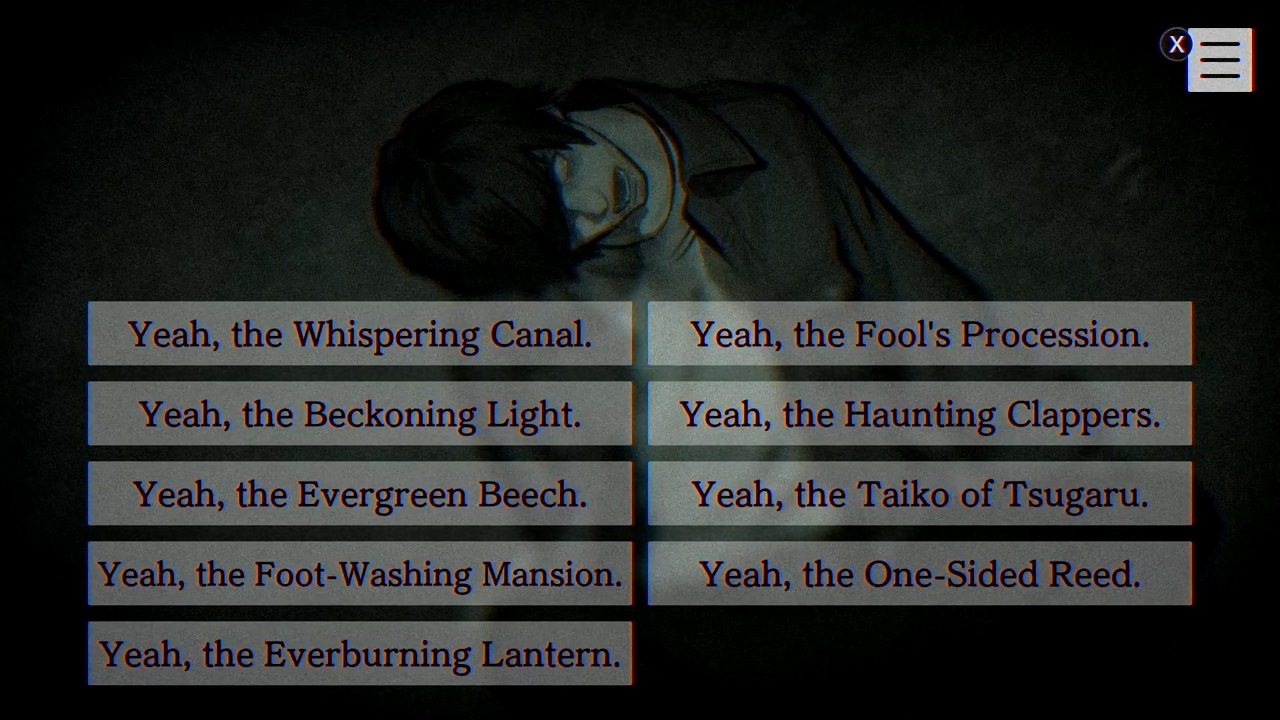 X
Yeah, the Whispering Canal.
Yeah, the Fool's Procession.
Yeah, the Beckoning Light.
Yeah, the Haunting Clappers.
Yeah, the Evergreen Beech.
Yeah, the Taiko of Tsugaru.
Yeah, the Foot-Washing Mansion.
Yeah, the One-Sided Reed.
Yeah, the Everburning Lantern.